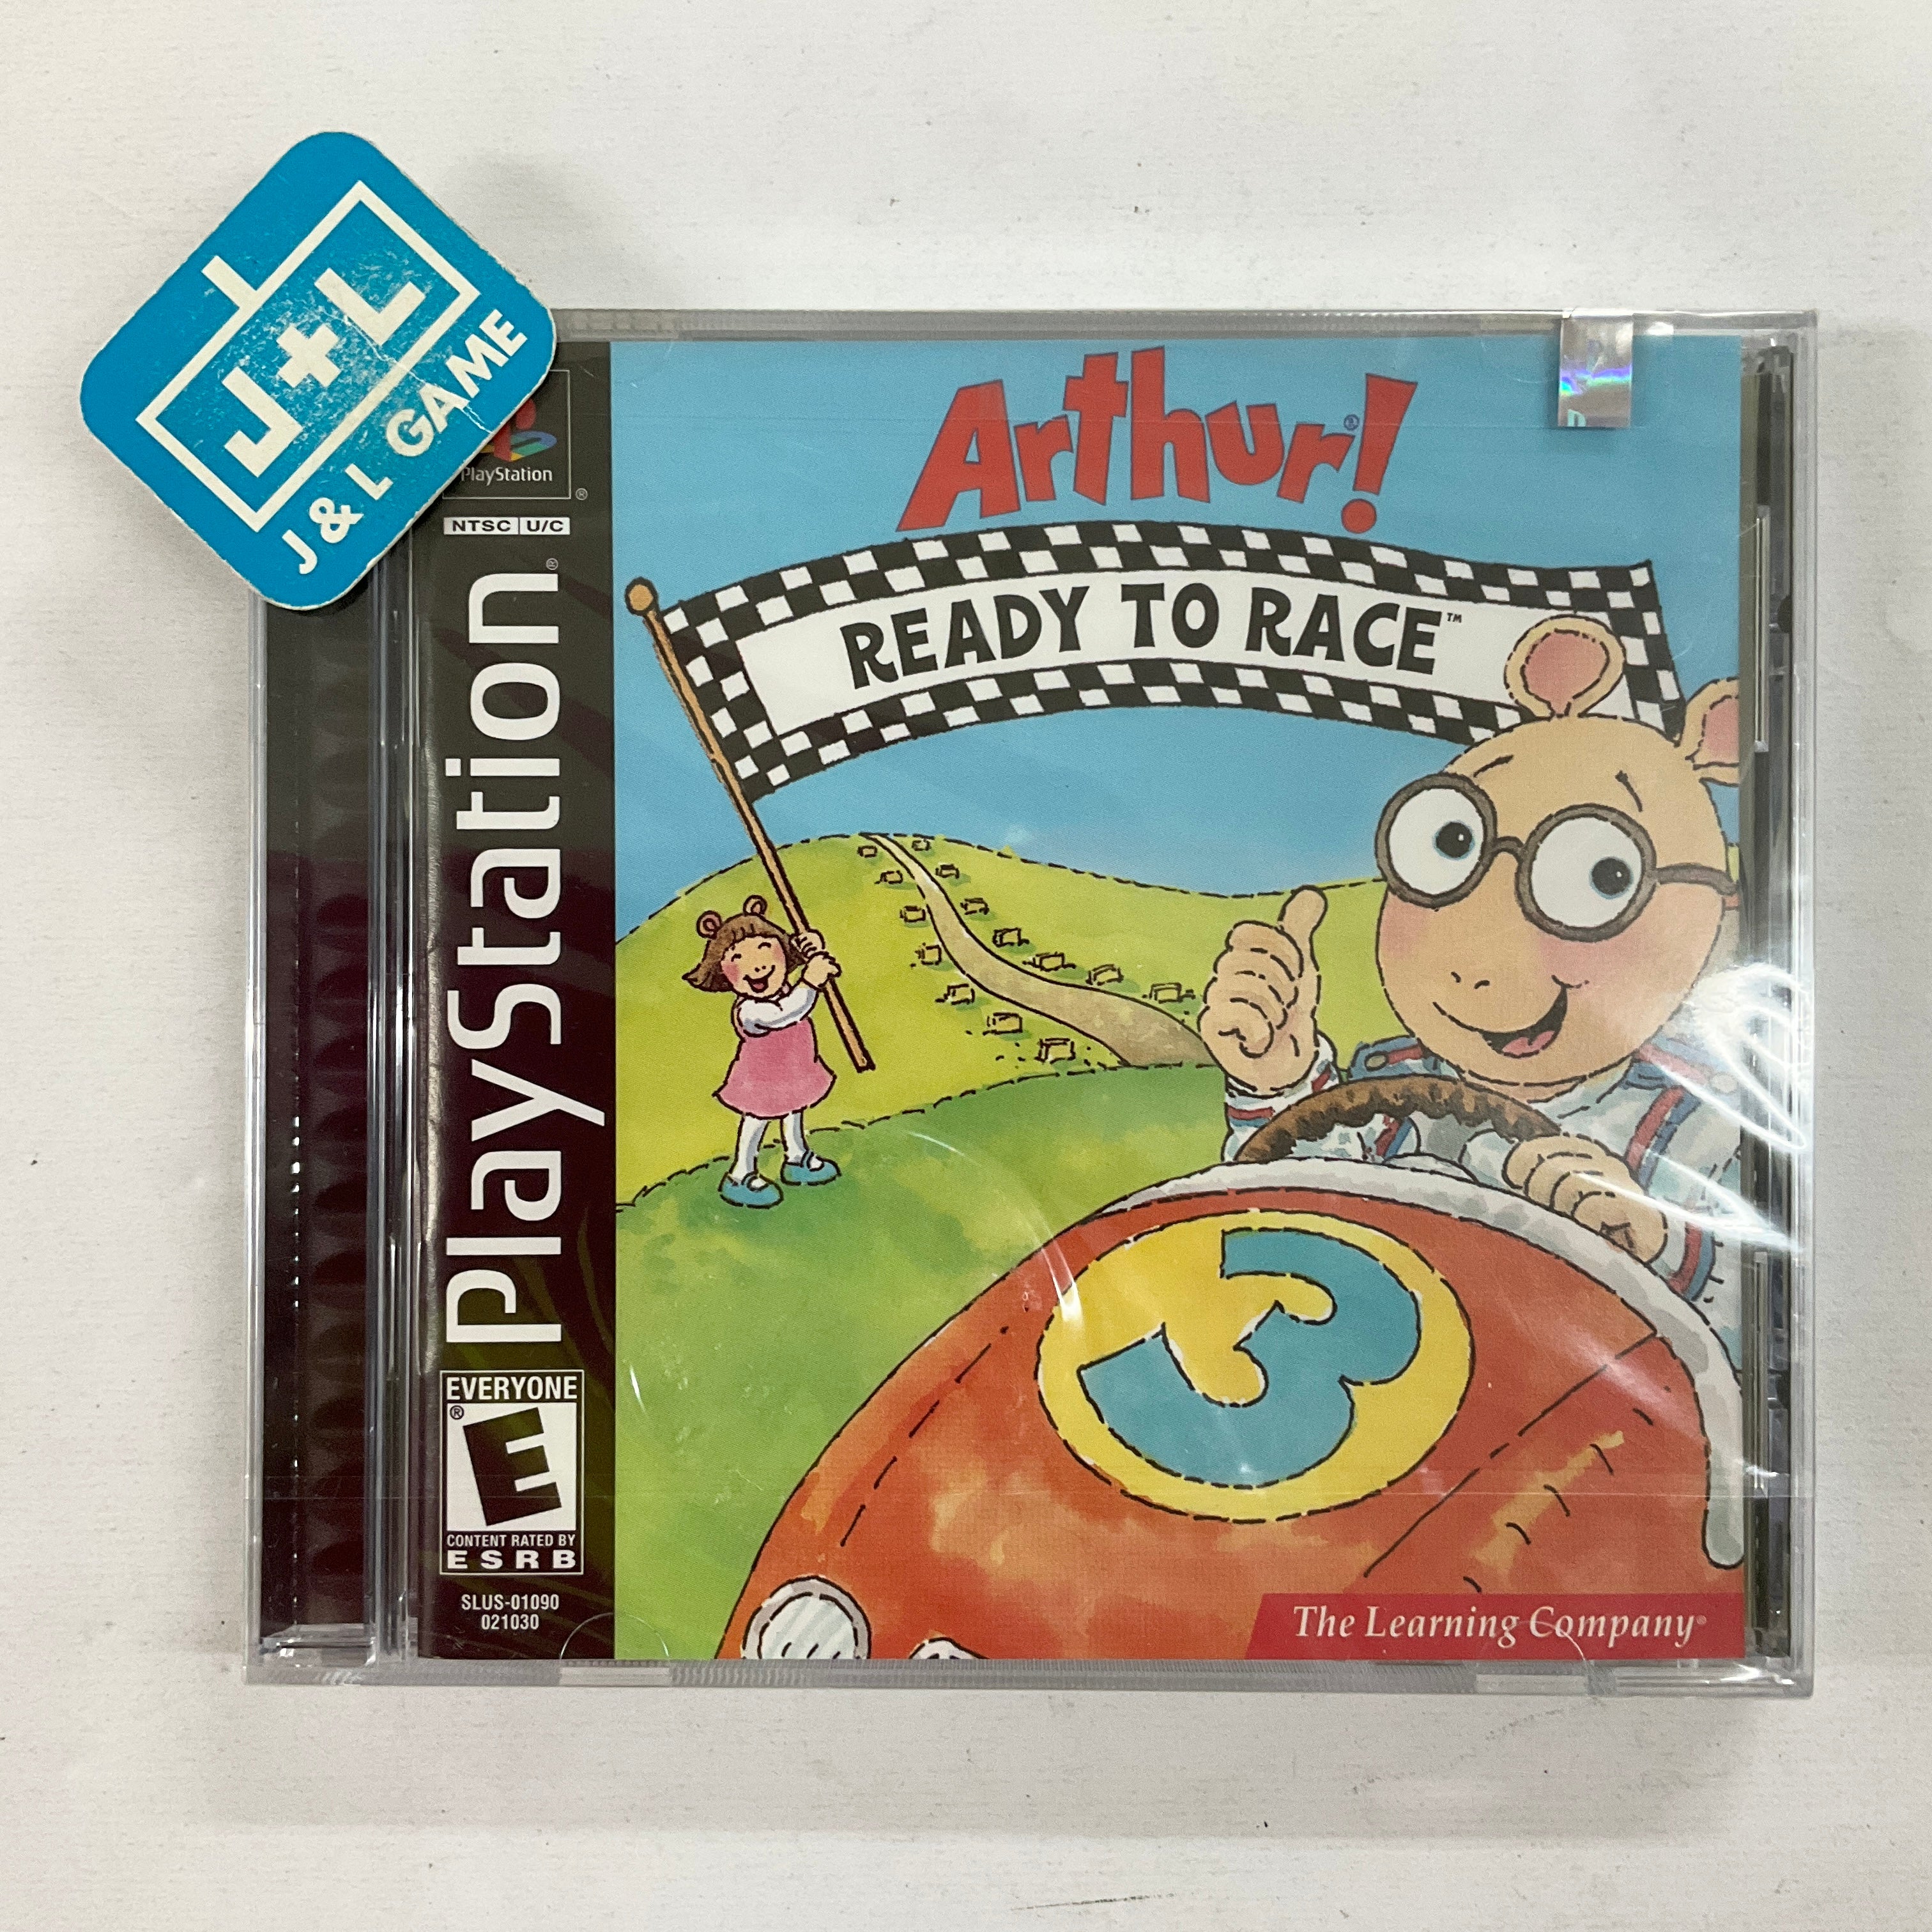 J+L
J & L GAME
PlayStation®
NTSC U/C
PlayStation®
Arthur!®
READY TO RACE™
3
EVERYONE
®
E
CONTENT RATED BY
ESRB
SLUS-01090
021030
The Learning Company®